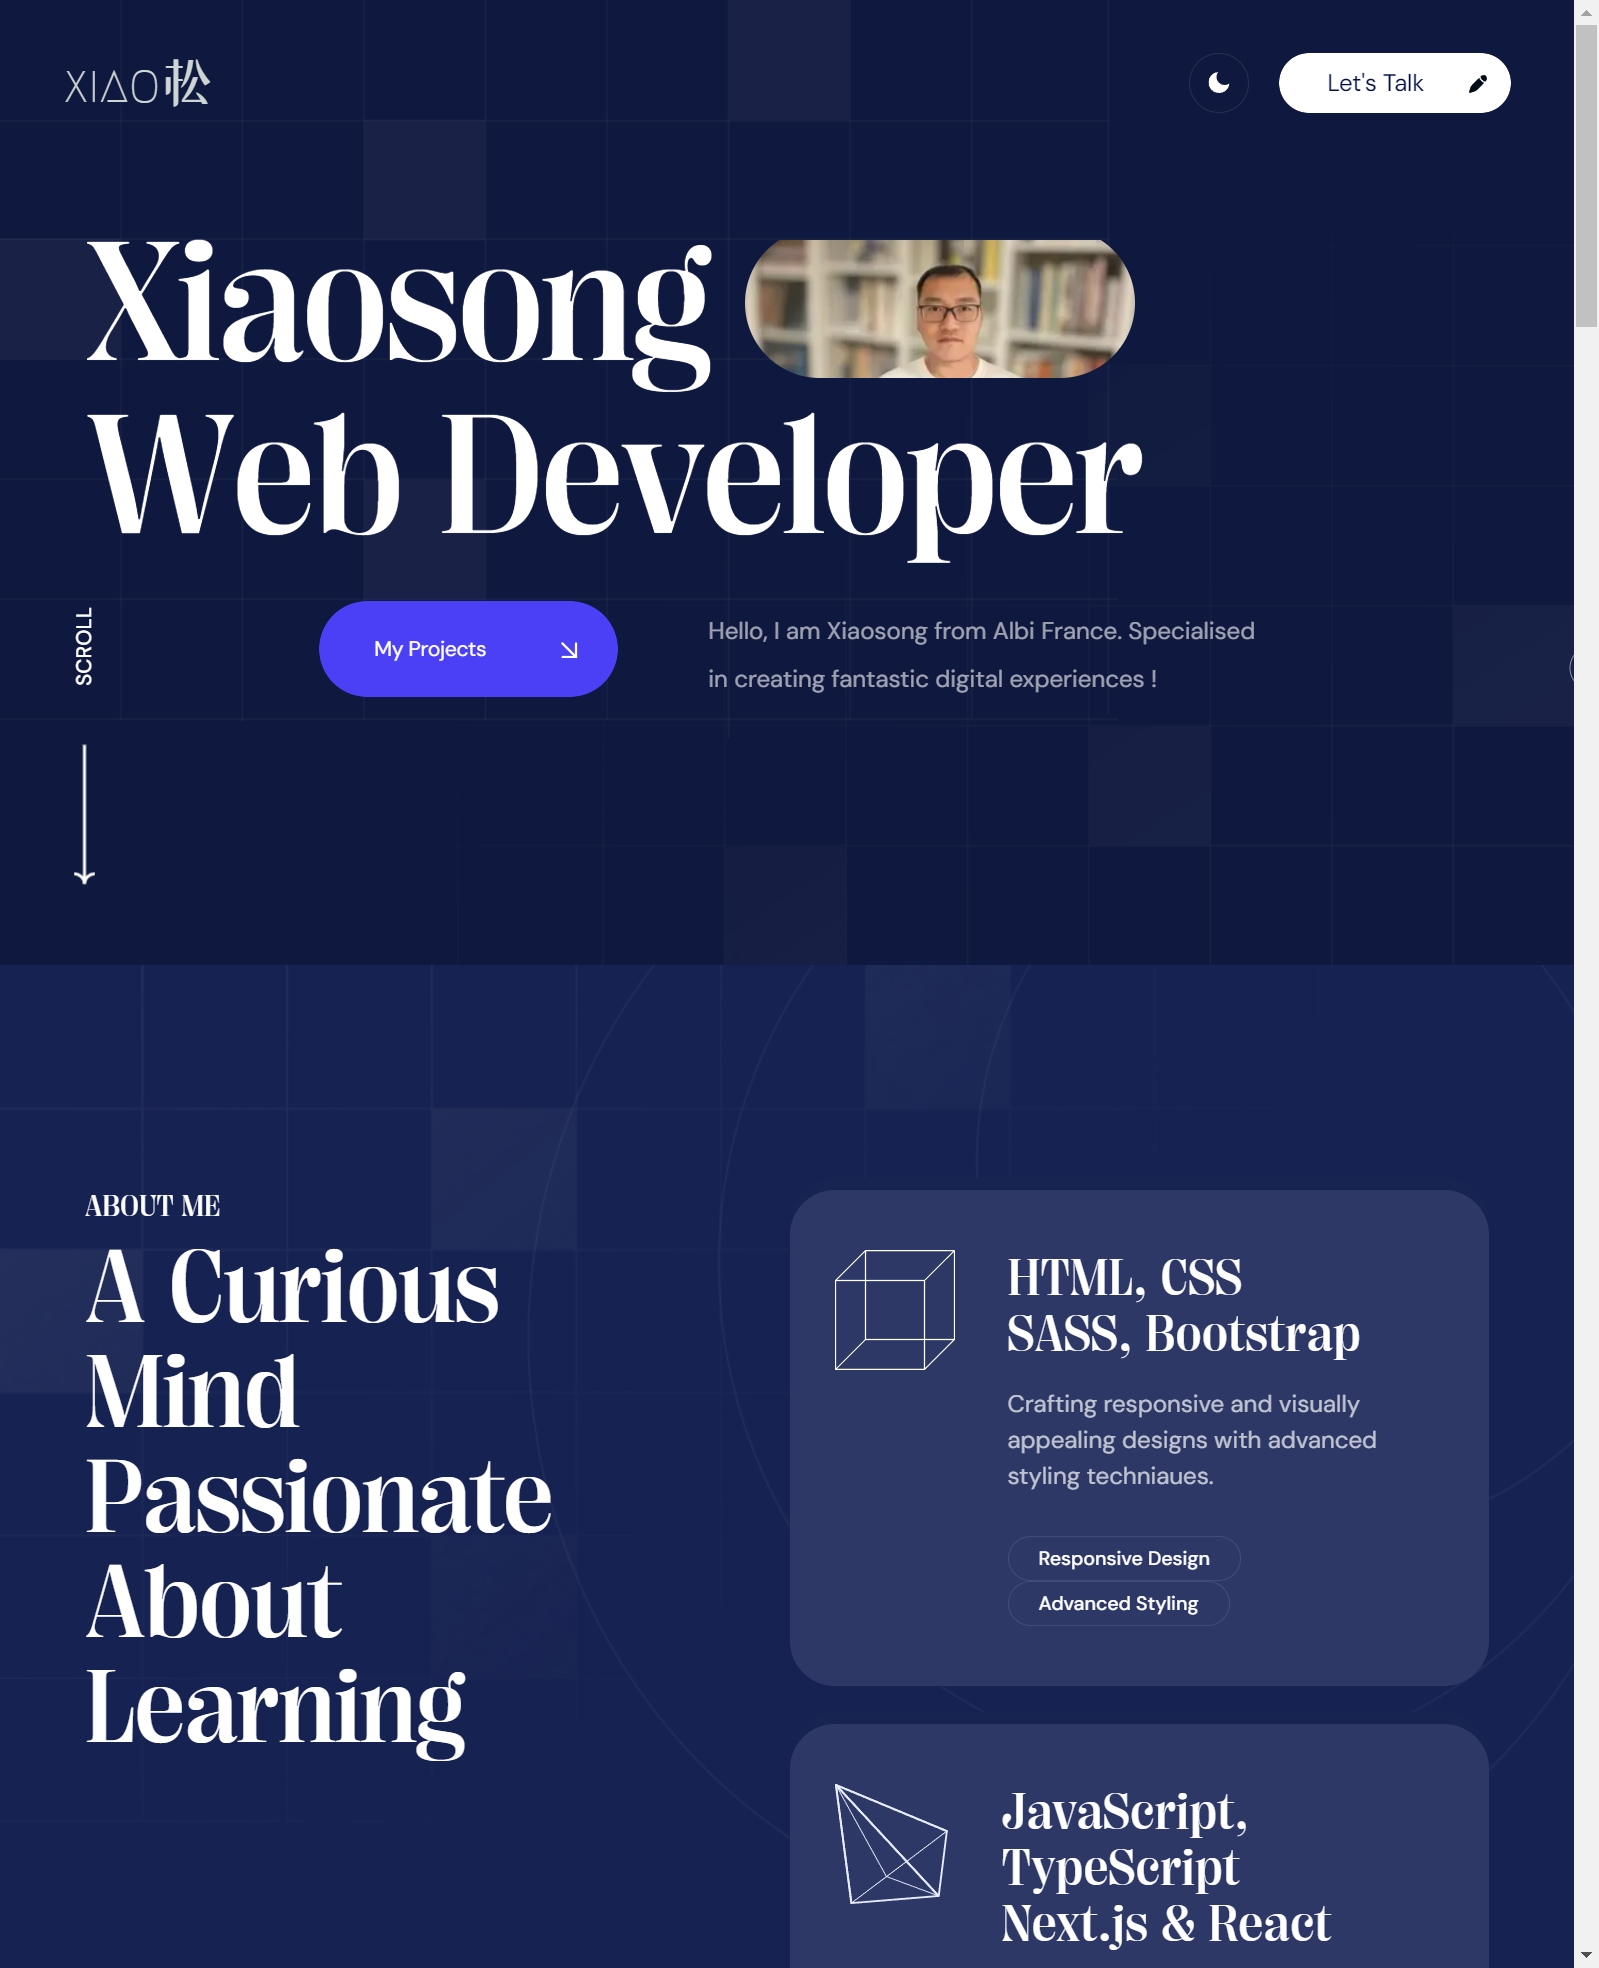 XIAO松
Let's Talk
Xiaosong
Web Developer
SCROLL
My Projects
Hello, I am Xiaosong from Albi France. Specialised
in creating fantastic digital experiences !
ABOUT ME
A Curious
Mind
Passionate
About
Learning
HTML, CSS
SASS, Bootstrap
Crafting responsive and visually
appealing designs with advanced
styling techniaues.
Responsive Design
Advanced Styling
JavaScript,
TypeScript
Next.js & React